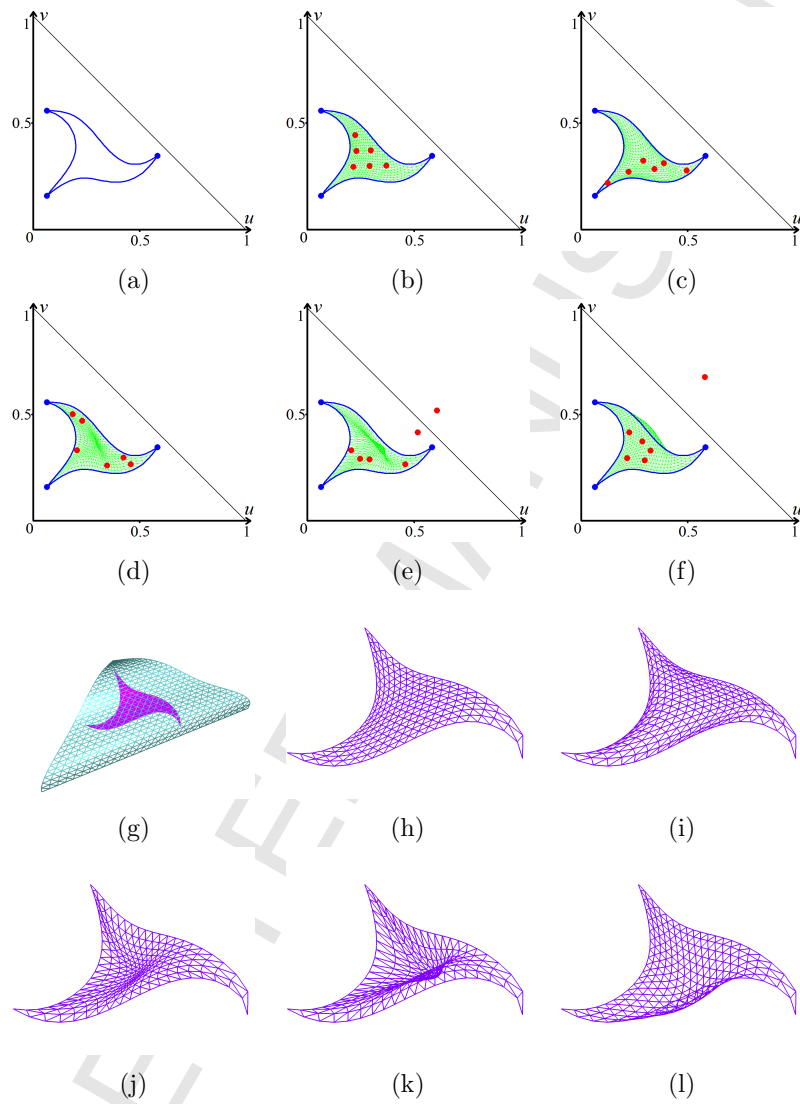 1 v 1 v 1 v
0.5 0.5 0.5
u u u
0 0.5 1 0 0.5 1 0 0.5 1
(a) (b) (c)
1 v 1 v 1 v
0.5 0.5 0.5
u u u
0 0.5 1 0 0.5 1 0 0.5 1
(d) (e) (f)
(g) (h) (i)
(j) (k) (l)